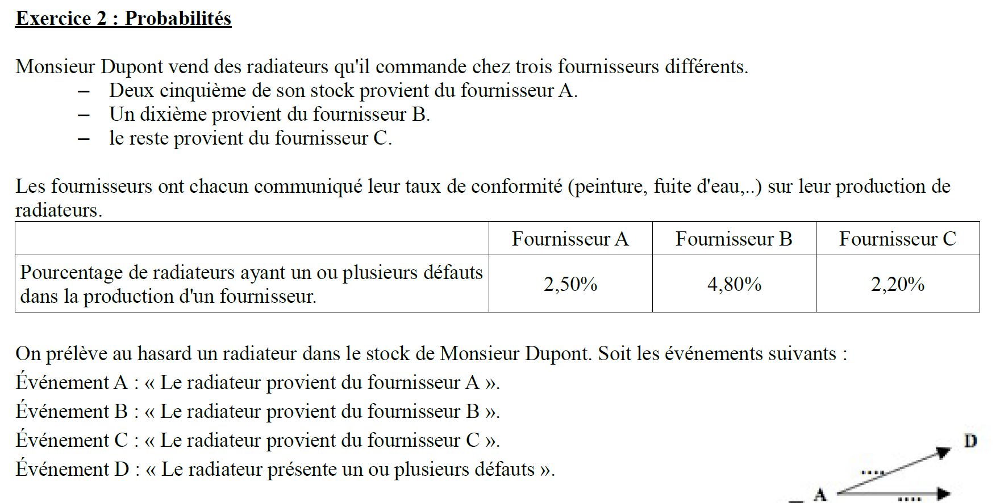 Exercice 2 : Probabilités
Monsieur Dupont vend des radiateurs qu'il commande chez trois fournisseurs différents.
– Deux cinquième de son stock provient du fournisseur A.
– Un dixième provient du fournisseur B.
– le reste provient du fournisseur C.
Les fournisseurs ont chacun communiqué leur taux de conformité (peinture, fuite d'eau,..) sur leur production de
radiateurs.
Fournisseur A Fournisseur B Fournisseur C
Pourcentage de radiateurs ayant un ou plusieurs défauts
dans la production d'un fournisseur.
2,50% 4,80% 2,20%
On prélève au hasard un radiateur dans le stock de Monsieur Dupont. Soit les événements suivants :
Événement A : « Le radiateur provient du fournisseur A ».
Événement B : « Le radiateur provient du fournisseur B ».
Événement C : « Le radiateur provient du fournisseur C ».
Événement D : « Le radiateur présente un ou plusieurs défauts ».
D
....
A
....